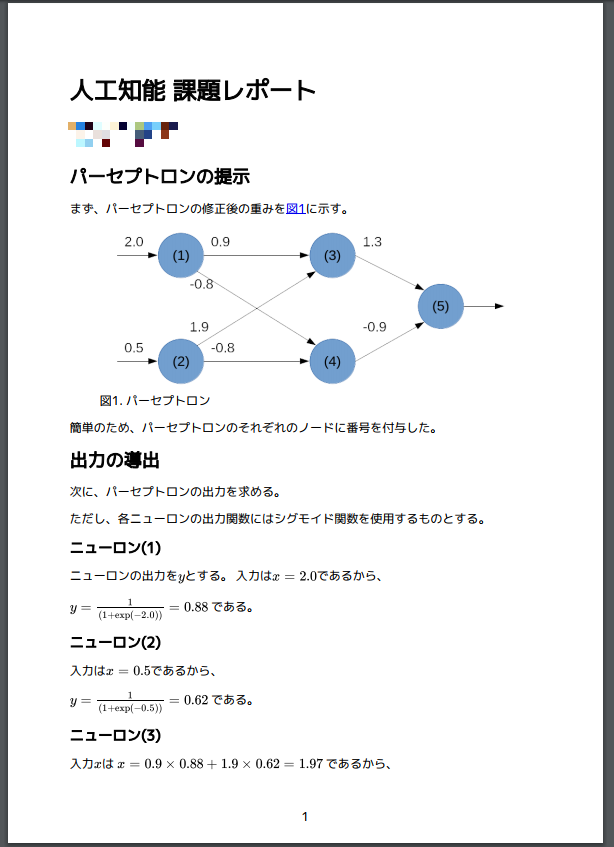 人工知能 課題レポート
パーセプトロンの提示
まず、パーセプトロンの修正後の重みを図1に示す。
2.0 (1) 0.9 (3) 1.3
-0.8
(5)
1.9 -0.9
0.5 (2) -0.8 (4)
図1. パーセプトロン
簡単のため、パーセプトロンのそれぞれのノードに番号を付与した。
出力の導出
次に、パーセプトロンの出力を求める。
ただし、各ニューロンの出力関数にはシグモイド関数を使用するものとする。
ニューロン(1)
ニューロンの出力をyとする。 入力はx = 2.0であるから、
y = 1/(1+exp(−2.0)) = 0.88 である。
ニューロン(2)
入力はx = 0.5であるから、
y = 1/(1+exp(−0.5)) = 0.62 である。
ニューロン(3)
入力xは x = 0.9 × 0.88 + 1.9 × 0.62 = 1.97 であるから、
1